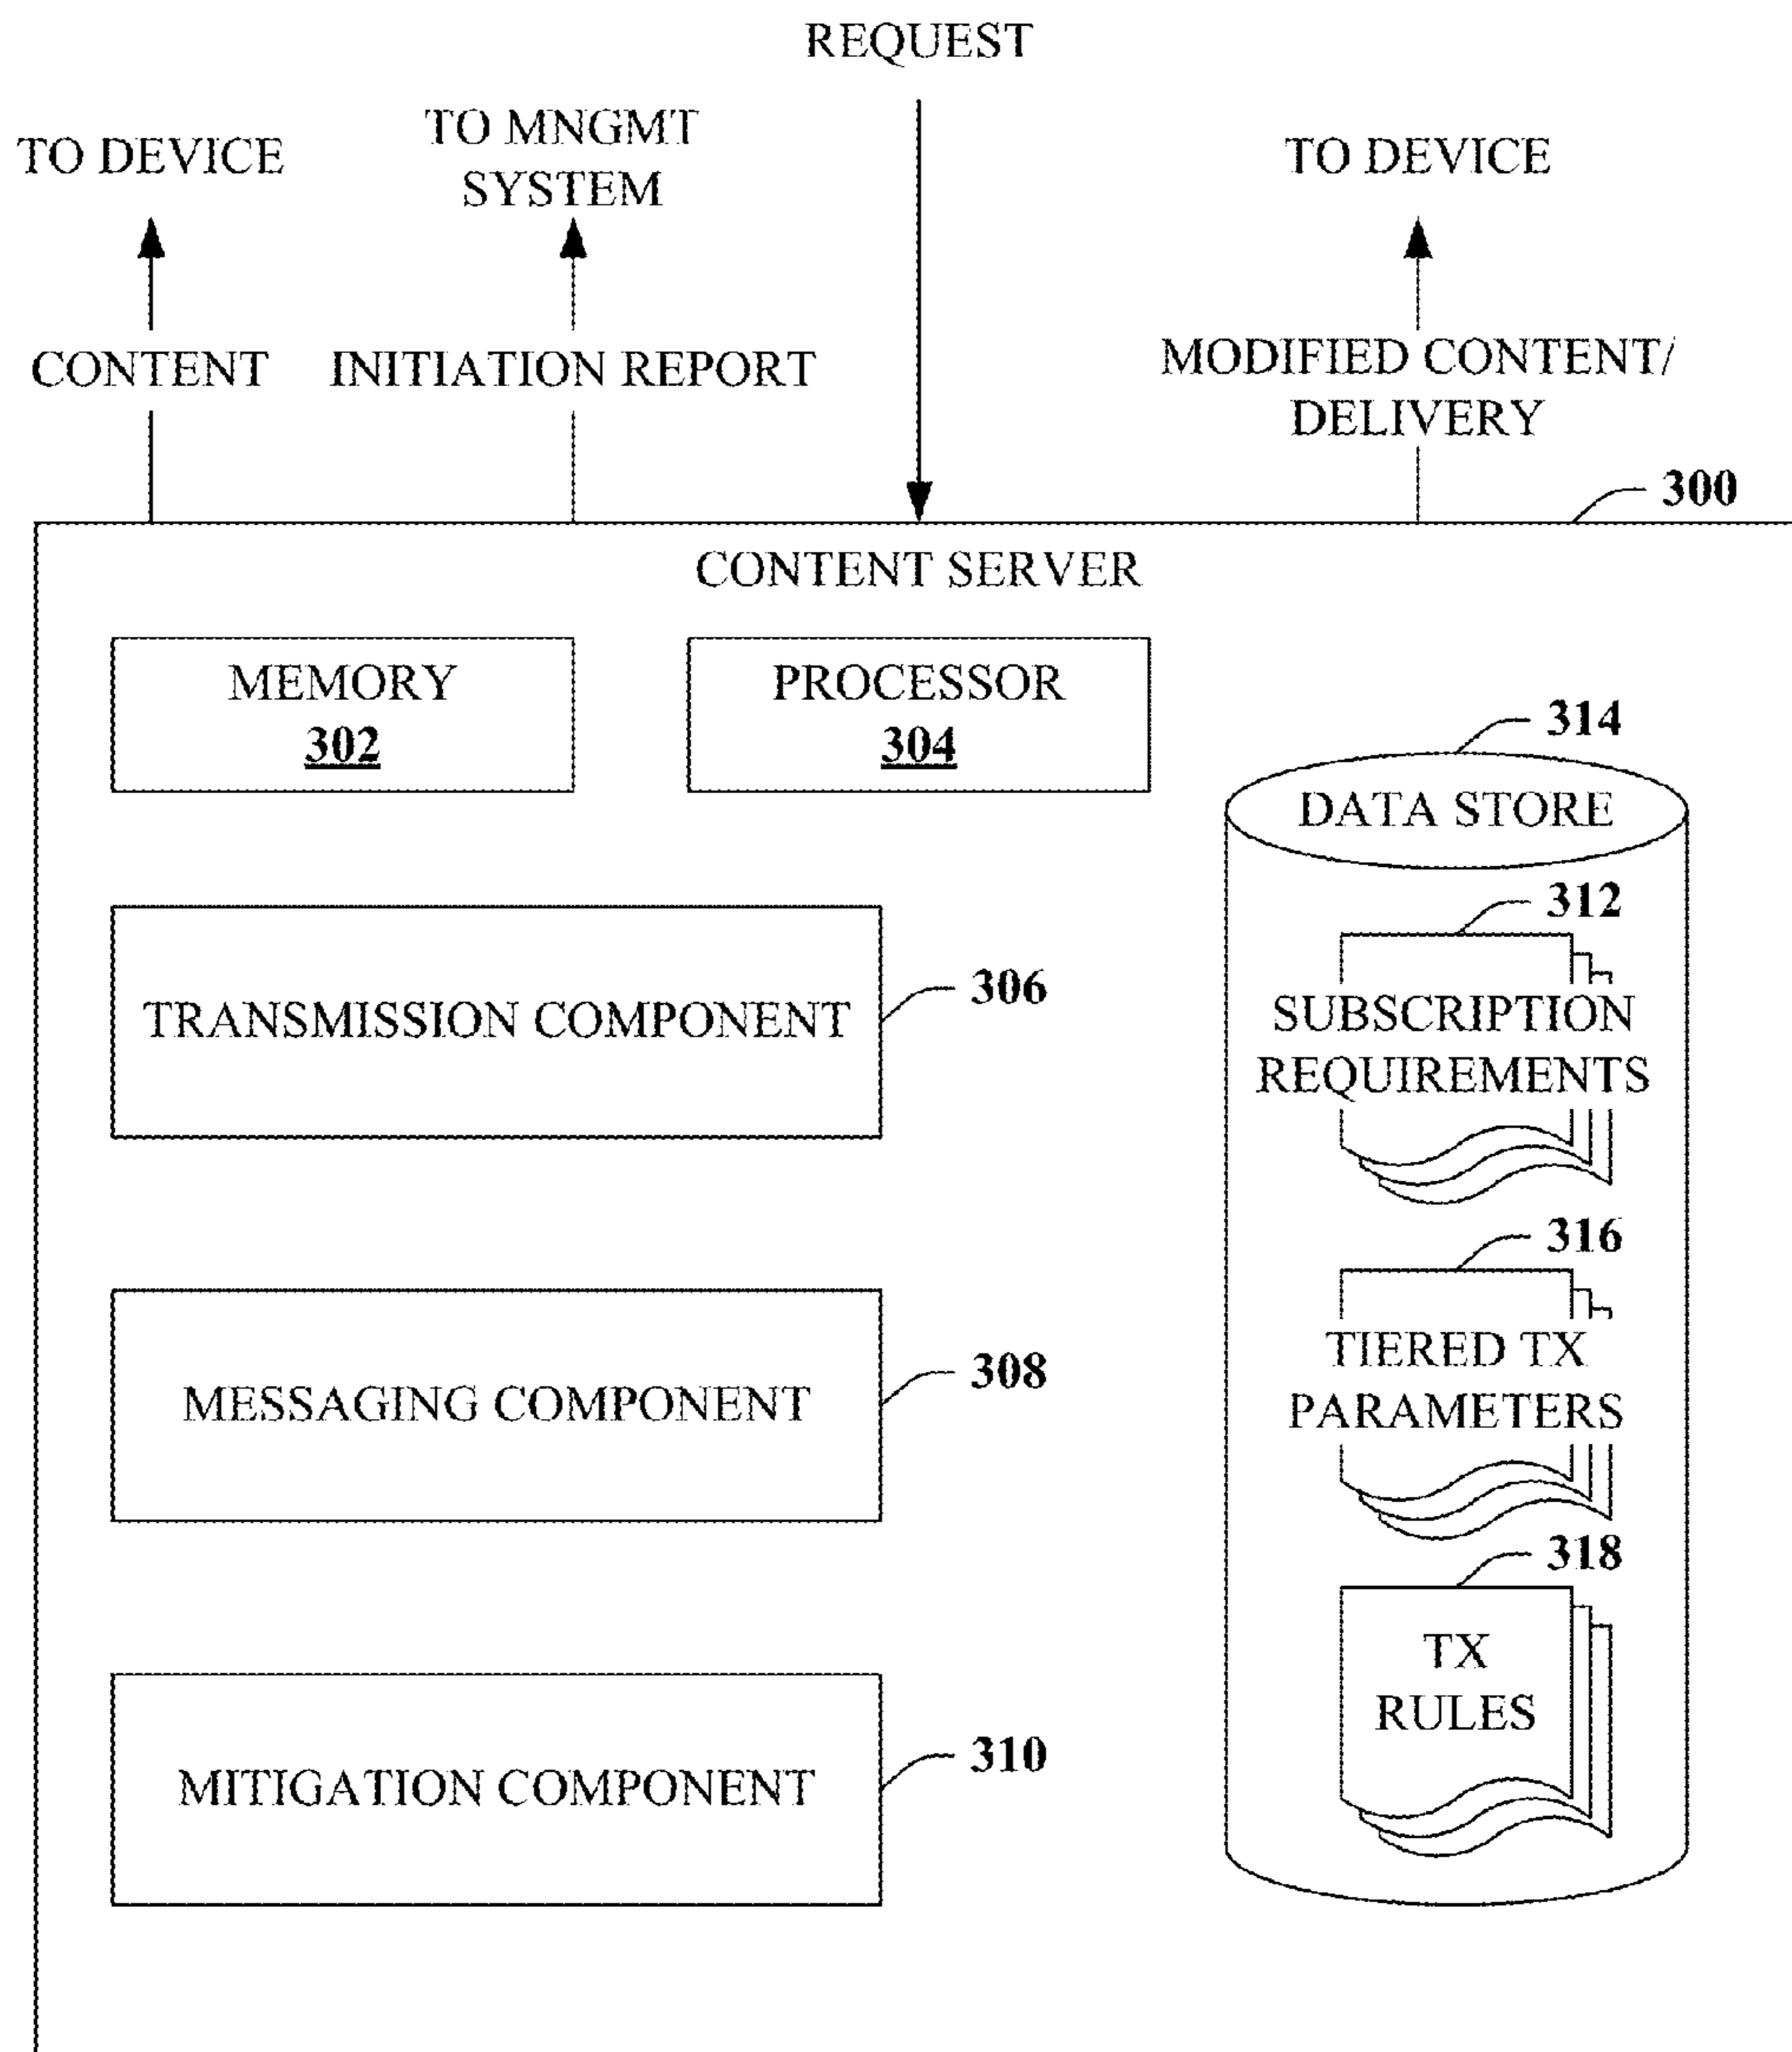 REQUEST
TO DEVICE
TO MNGMT
SYSTEM
TO DEVICE
CONTENT
INITIATION REPORT
MODIFIED CONTENT/
DELIVERY
300
CONTENT SERVER
MEMORY
302
PROCESSOR
304
314
DATA STORE
312
SUBSCRIPTION
REQUIREMENTS
306
TRANSMISSION COMPONENT
316
TIERED TX
PARAMETERS
308
MESSAGING COMPONENT
318
TX
RULES
310
MITIGATION COMPONENT